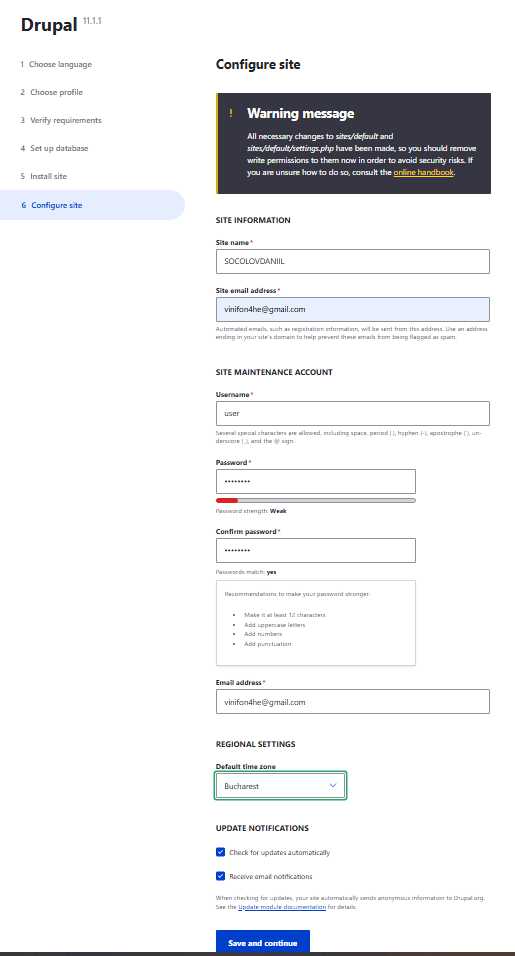 Drupal 11.1.1
1 Choose language
2 Choose profile
3 Verify requirements
4 Set up database
5 Install site
6 Configure site
Configure site
! Warning message
All necessary changes to sites/default and
sites/default/settings.php have been made, so you should remove
write permissions to them now in order to avoid security risks. If
you are unsure how to do so, consult the online handbook.
SITE INFORMATION
Site name*
SOCOLOVDANIIL
Site email address*
vinifon4he@gmail.com
Automated emails, such as registration information, will be sent from this address. Use an address
ending in your site's domain to help prevent these emails from being flagged as spam.
SITE MAINTENANCE ACCOUNT
Username*
user
Several special characters are allowed, including space, period (.), hyphen (-), apostrophe ('), un-
derscore (_), and the @ sign.
Password*
••••••••
Password strength: Weak
Confirm password*
••••••••
Passwords match: yes
Recommendations to make your password stronger:
• Make it at least 12 characters
• Add uppercase letters
• Add numbers
• Add punctuation
Email address*
vinifon4he@gmail.com
REGIONAL SETTINGS
Default time zone
Bucharest
UPDATE NOTIFICATIONS
Check for updates automatically
Receive email notifications
When checking for updates, your site automatically sends anonymous information to Drupal.org.
See the Update module documentation for details.
Save and continue